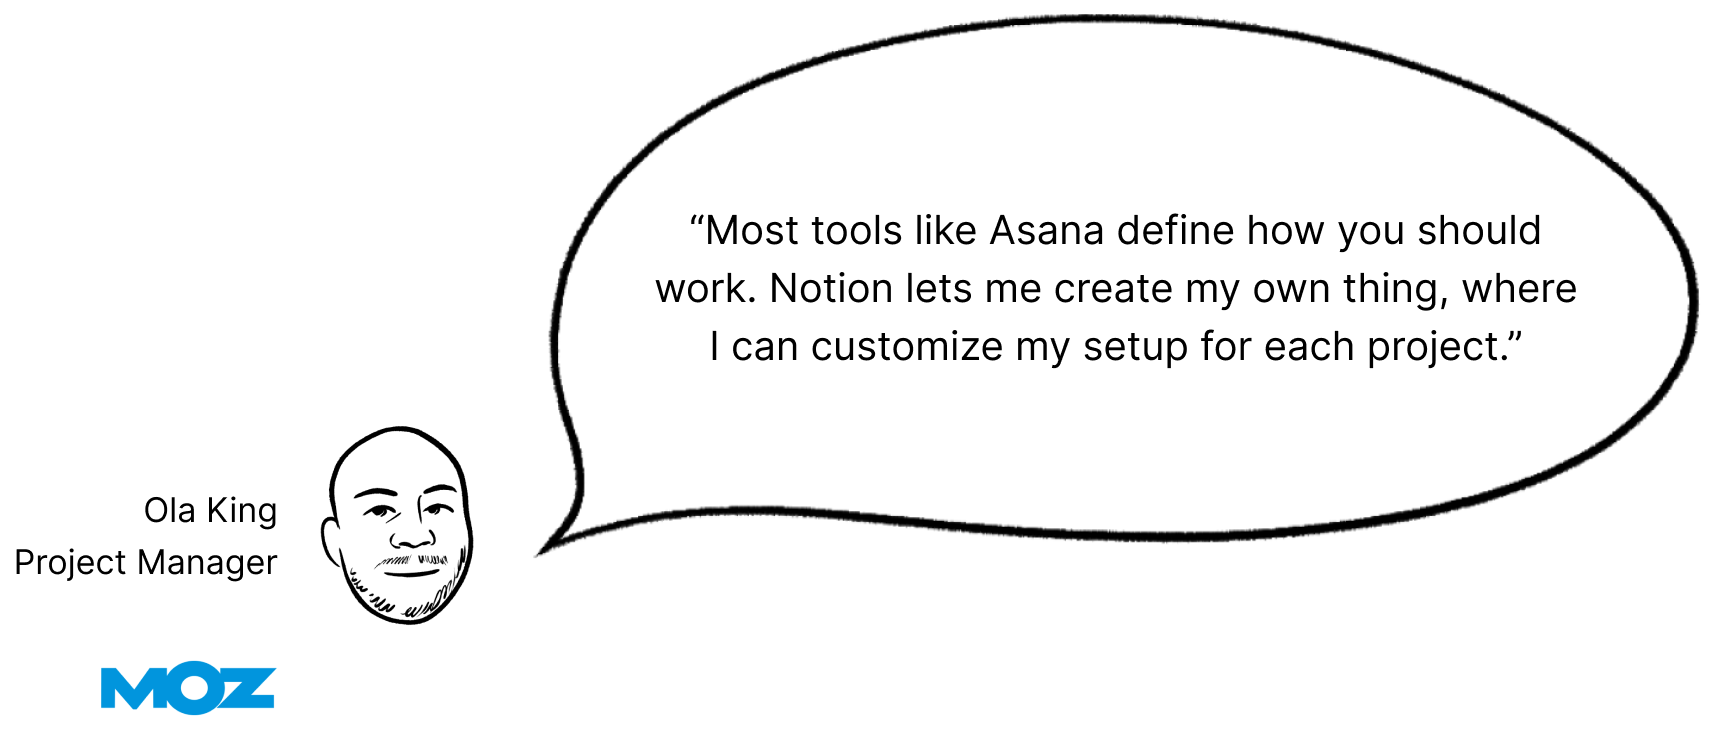 “Most tools like Asana define how you should
work. Notion lets me create my own thing, where
I can customize my setup for each project.”
Ola King
Project Manager
MOZ